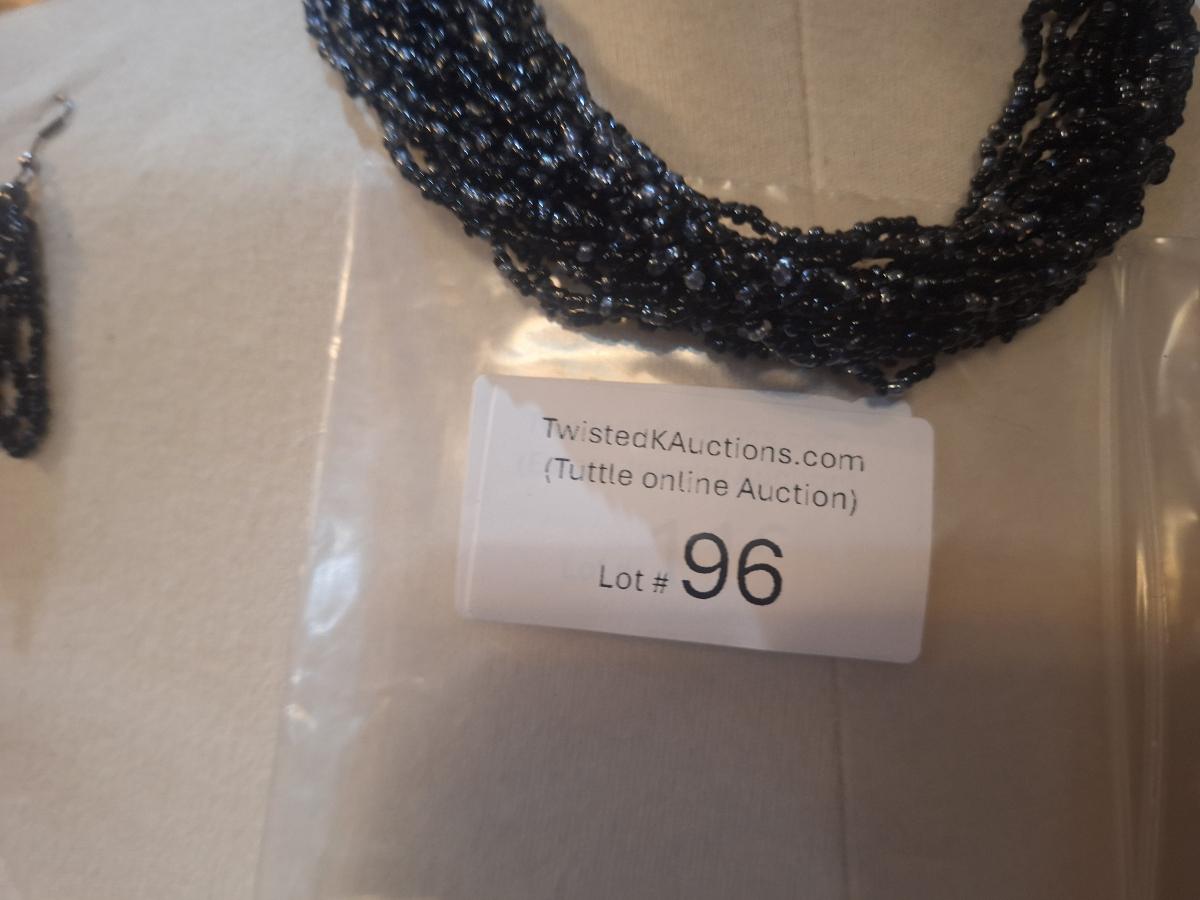 TwistedKAuctions.com
(Tuttle online Auction)
Lot # 96